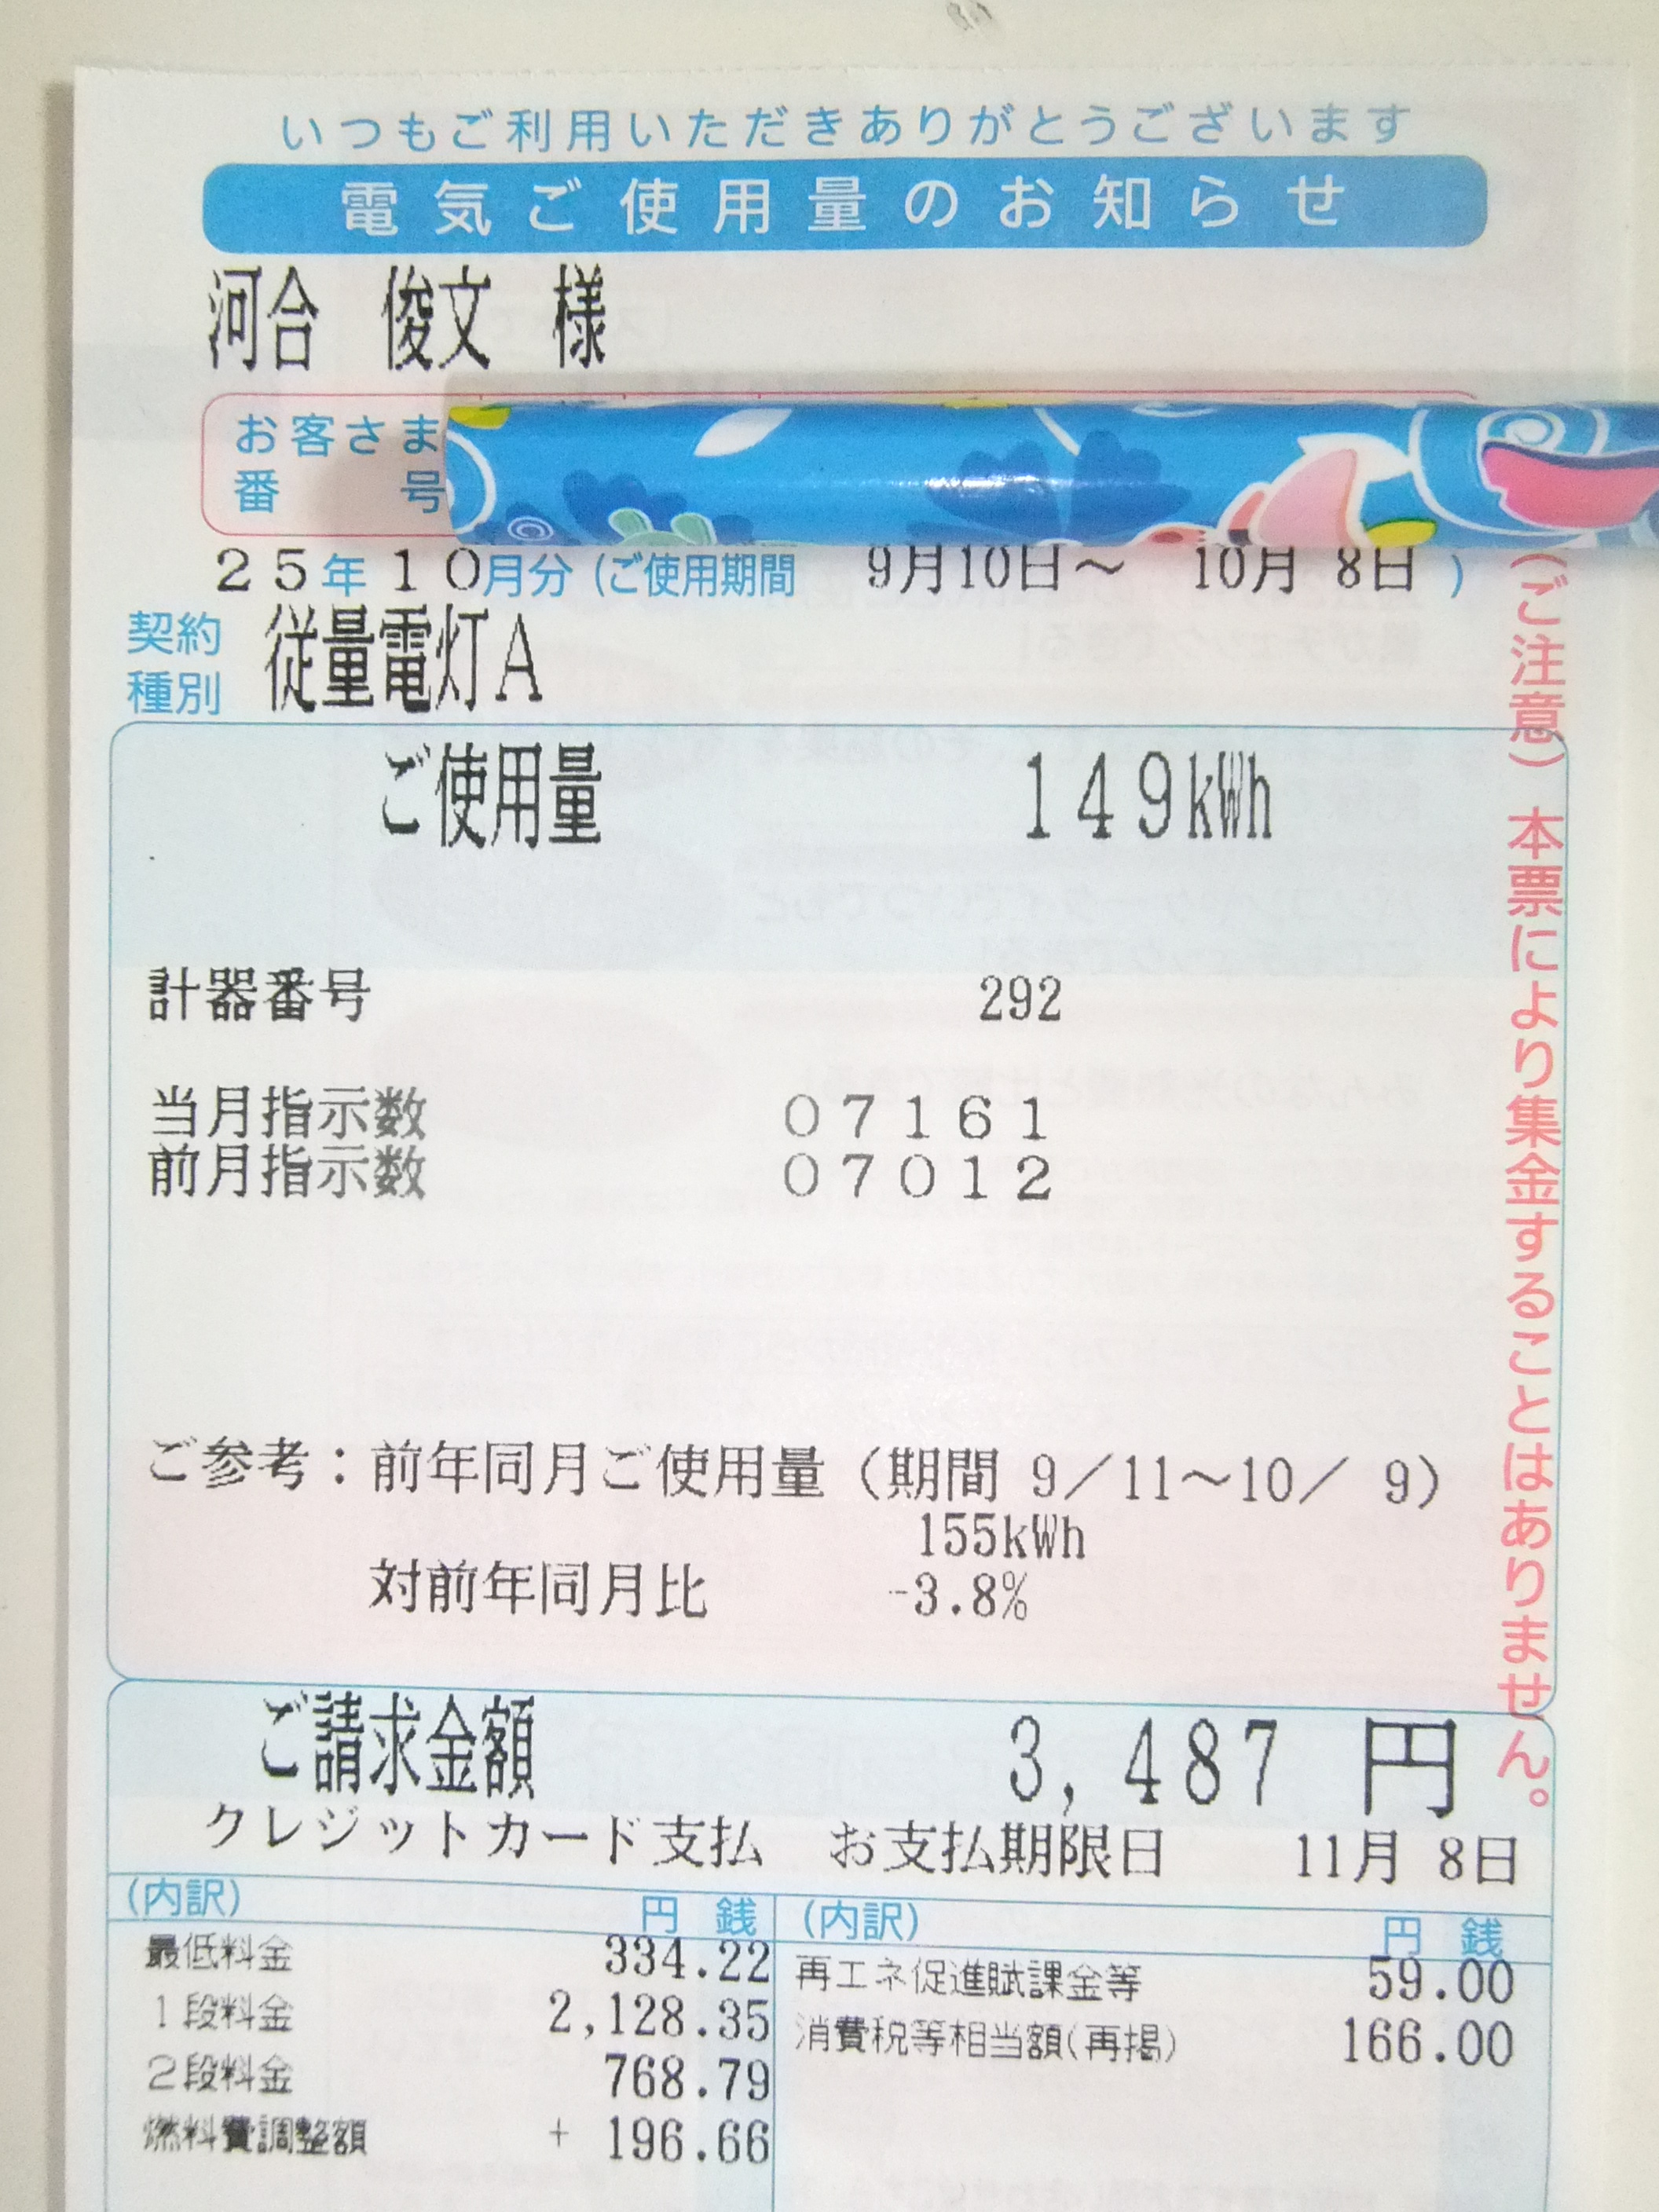 いつもご利用いただきありがとうございます
電気ご使用量のお知らせ
河合 俊文 様
お客さま
番号
25年10月分(ご使用期間 9月10日～ 10月 8日 )
契約
種別
従量電灯A
ご使用量 149kWh
計器番号 292
当月指示数 07161
前月指示数 07012
ご参考：前年同月ご使用量（期間 9／11～10／ 9）
155kWh
対前年同月比 -3.8%
ご請求金額 3,487 円
クレジットカード支払 お支払期限日 11月 8日
(内訳) 円 銭
最低料金 334.22
1段料金 2,128.35
2段料金 768.79
燃料費調整額 + 196.66
(内訳) 円 銭
再エネ促進賦課金等 59.00
消費税等相当額(再掲) 166.00
(ご注意) 本票により集金することはありません。